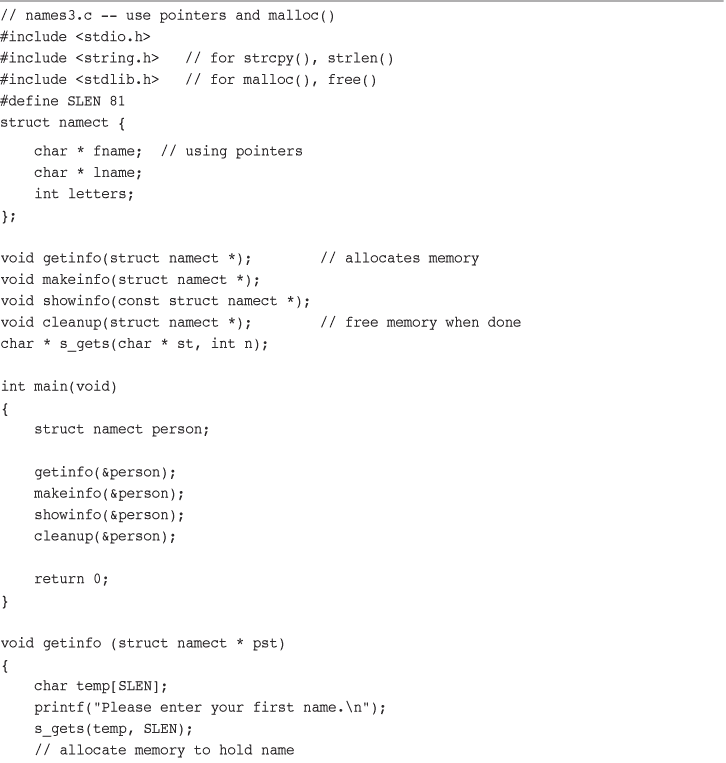 // names3.c -- use pointers and malloc()
#include <stdio.h>
#include <string.h>   // for strcpy(), strlen()
#include <stdlib.h>   // for malloc(), free()
#define SLEN 81
struct namect {
    char * fname;  // using pointers
    char * lname;
    int letters;
};
void getinfo(struct namect *);        // allocates memory
void makeinfo(struct namect *);
void showinfo(const struct namect *);
void cleanup(struct namect *);        // free memory when done
char * s_gets(char * st, int n);
int main(void)
{
    struct namect person;
    getinfo(&person);
    makeinfo(&person);
    showinfo(&person);
    cleanup(&person);
    return 0;
}
void getinfo (struct namect * pst)
{
    char temp[SLEN];
    printf("Please enter your first name.\n");
    s_gets(temp, SLEN);
    // allocate memory to hold name